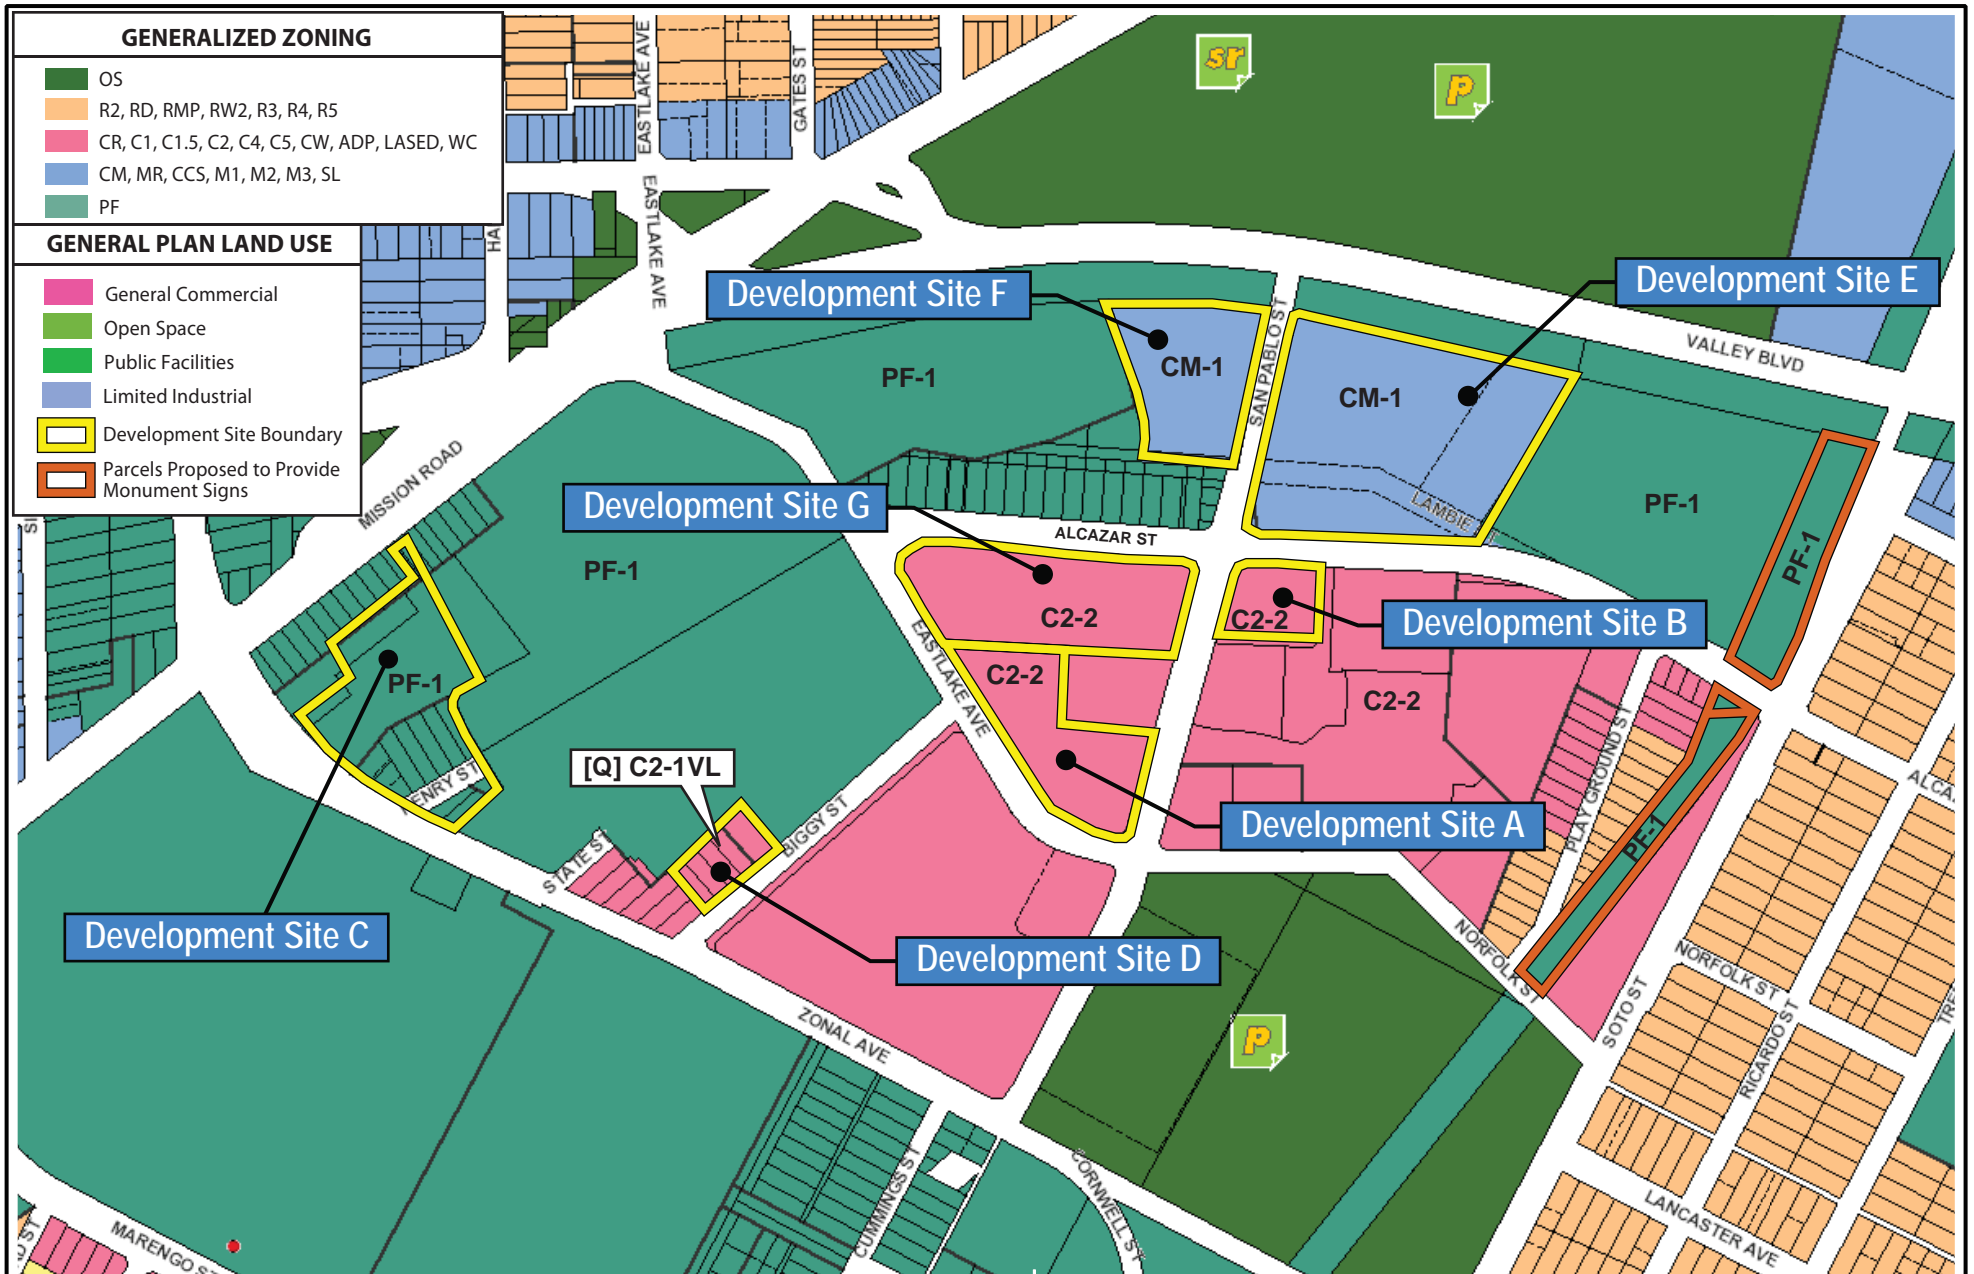 GENERALIZED ZONING
OS
R2, RD, RMP, RW2, R3, R4, R5
CR, C1, C1.5, C2, C4, C5, CW, ADP, LASED, WC
CM, MR, CCS, M1, M2, M3, SL
PF
GENERAL PLAN LAND USE
General Commercial
Open Space
Public Facilities
Limited Industrial
Development Site Boundary
Parcels Proposed to Provide
Monument Signs
EASTLAKE AVE
GATES ST
sr
p
EASTLAKE AVE
HA
Development Site F
Development Site E
SAN PABLO ST
VALLEY BLVD
CM-1
PF-1
CM-1
MISSION ROAD
Development Site G
LAMBIE
PF-1
PF-1
ALCAZAR ST
PF-1
C2-2
C2-2
Development Site B
EASTLAKE AVE
C2-2
PF-1
C2-2
PLAY GROUND ST
HENRY ST
[Q] C2-1VL
BIGGY ST
Development Site A
PF-1
ALCA
STATE ST
Development Site C
Development Site D
NORFOLK ST
NORFOLK ST
SOTO ST
RICARDO ST
TRE
ZONAL AVE
p
CUMMINGS ST
CORNWELL ST
LANCASTER AVE
MARENGO ST